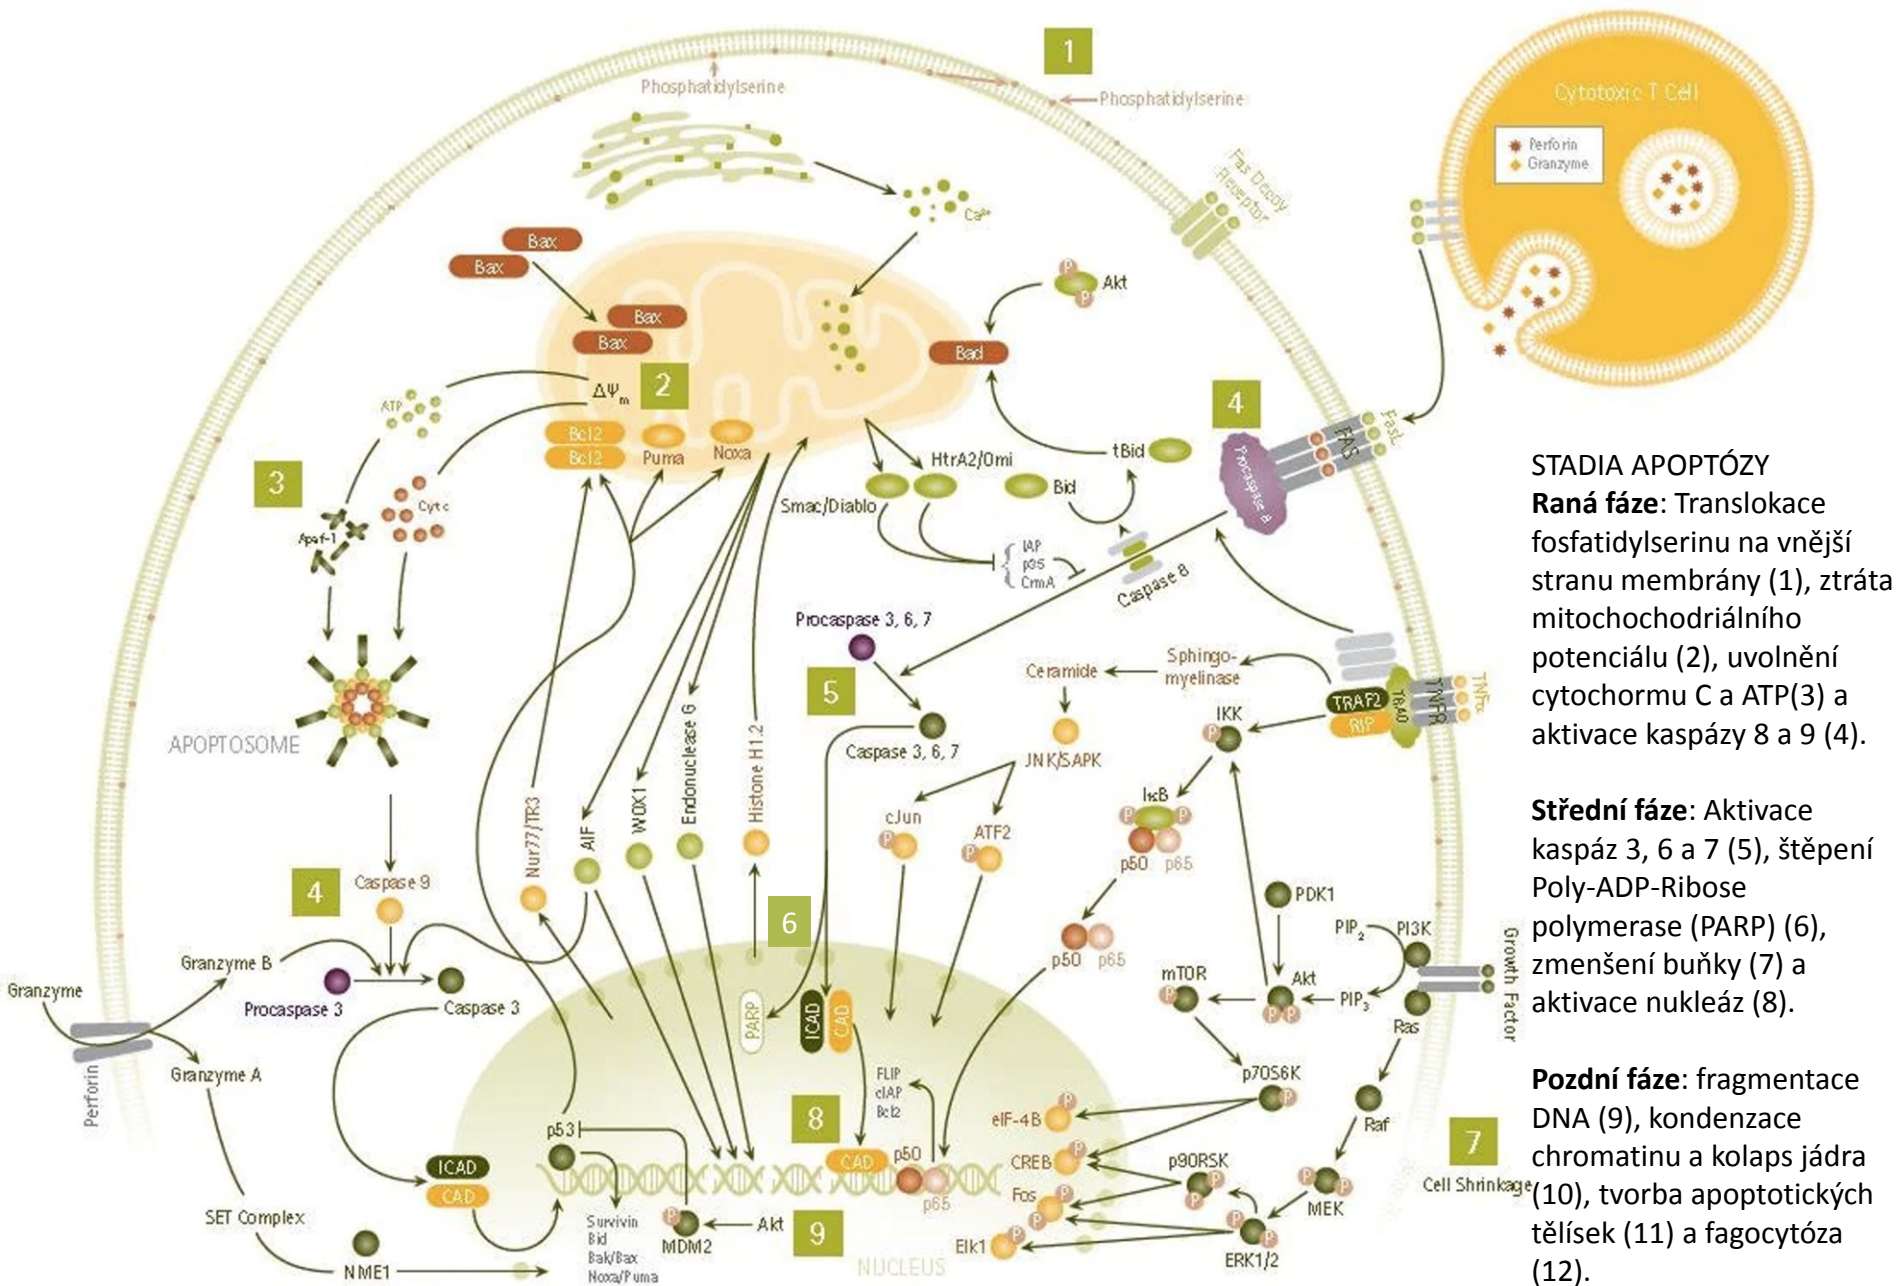 1
Phosphatidylserine
Phosphatidylserine
Cytotoxic T Cell
Perforin
Granzyme
Fas Decoy
Receptor
Ca²⁺
Bax
Bax
Bax
Bax
Akt
P
P
Bad
ΔΨm
2
ATP
Bcl2
Bcl2
Puma
Noxa
3
Cyt c
Apaf-1
HtrA2/Omi
Smac/Diablo
tBid
Bid
4
Procaspase 8
FAS
FasL
IAP
p35
CrmA
Caspase 8
Procaspase 3, 6, 7
5
Caspase 3, 6, 7
Ceramide
Sphingo-
myelinase
TRAF2
RIP
TRAD
TNFR
TNFα
IKK
P
JNK/SAPK
APOPTOSOME
Nur77/TR3
AIF
WOX1
Endonuclease G
Histone H1.2
cJun
P
ATF2
P
IκB
P
P
p50
p65
4
Caspase 9
6
PDK1
PIP2
PI3K
p50
p65
mTOR
P
Akt
P
P
PIP3
Growth Factor
Ras
Granzyme B
Granzyme
Procaspase 3
Caspase 3
PARP
ICAD
CAD
Perforin
Granzyme A
FLIP
cIAP
Bcl2
p70S6K
P
eIF-4B
P
Raf
p53
8
CAD
p50
p65
CREB
P
p90RSK
P
P
7
Cell Shrinkage
ICAD
CAD
Fos
P
P
MEK
P
P
SET Complex
Survivin
Bid
Bak/Bax
Noxa/Puma
P
MDM2
Akt
9
Elk1
P
ERK1/2
P
P
NME1
NUCLEUS
STADIA APOPTÓZY
Raná fáze: Translokace
fosfatidylserinu na vnější
stranu membrány (1), ztráta
mitochochodriálního
potenciálu (2), uvolnění
cytochormu C a ATP(3) a
aktivace kaspázy 8 a 9 (4).
Střední fáze: Aktivace
kaspáz 3, 6 a 7 (5), štěpení
Poly-ADP-Ribose
polymerase (PARP) (6),
zmenšení buňky (7) a
aktivace nukleáz (8).
Pozdní fáze: fragmentace
DNA (9), kondenzace
chromatinu a kolaps jádra
(10), tvorba apoptotických
tělísek (11) a fagocytóza
(12).